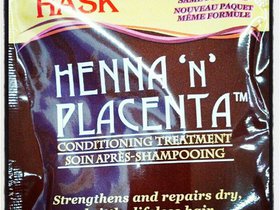 HASK
NOUVEAU PAQUET
MÊME FORMULE
HENNA 'N'
PLACENTA™
CONDITIONING TREATMENT
SOIN APRÈS-SHAMPOOING
Strengthens and repairs dry,